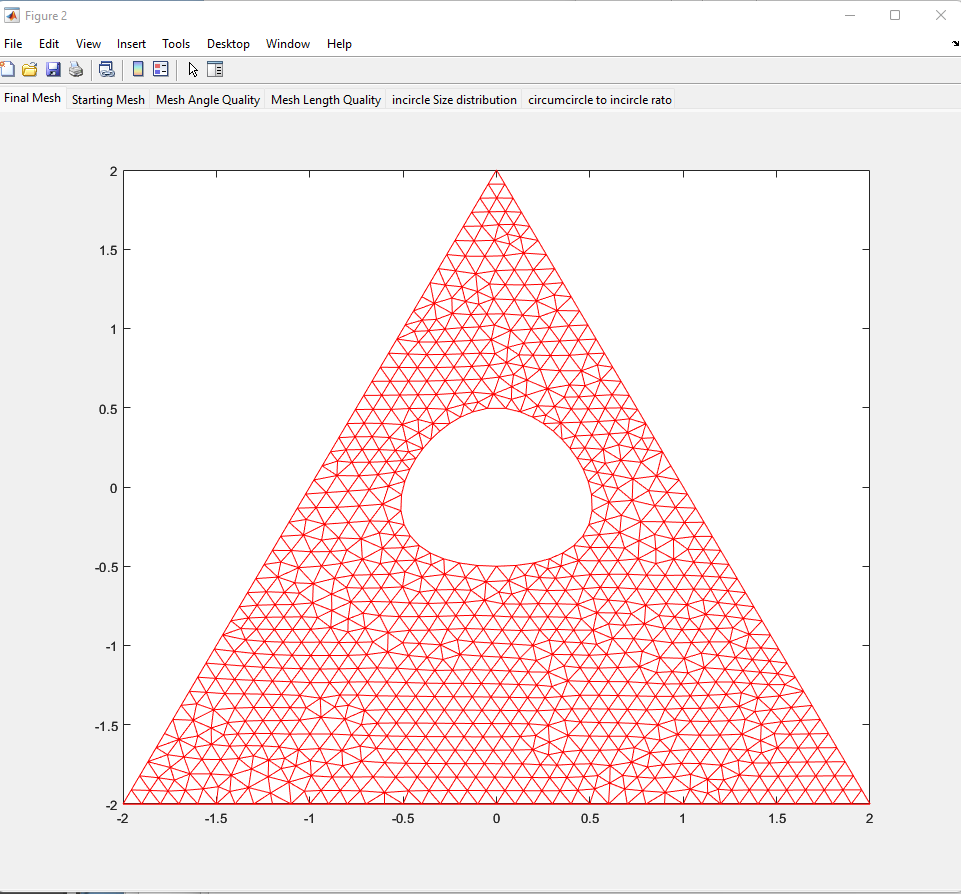 Figure 2
File Edit View Insert Tools Desktop Window Help
Final Mesh Starting Mesh Mesh Angle Quality Mesh Length Quality incircle Size distribution circumcircle to incircle rato
2
1.5
1
0.5
0
-0.5
-1
-1.5
-2
-2 -1.5 -1 -0.5 0 0.5 1 1.5 2